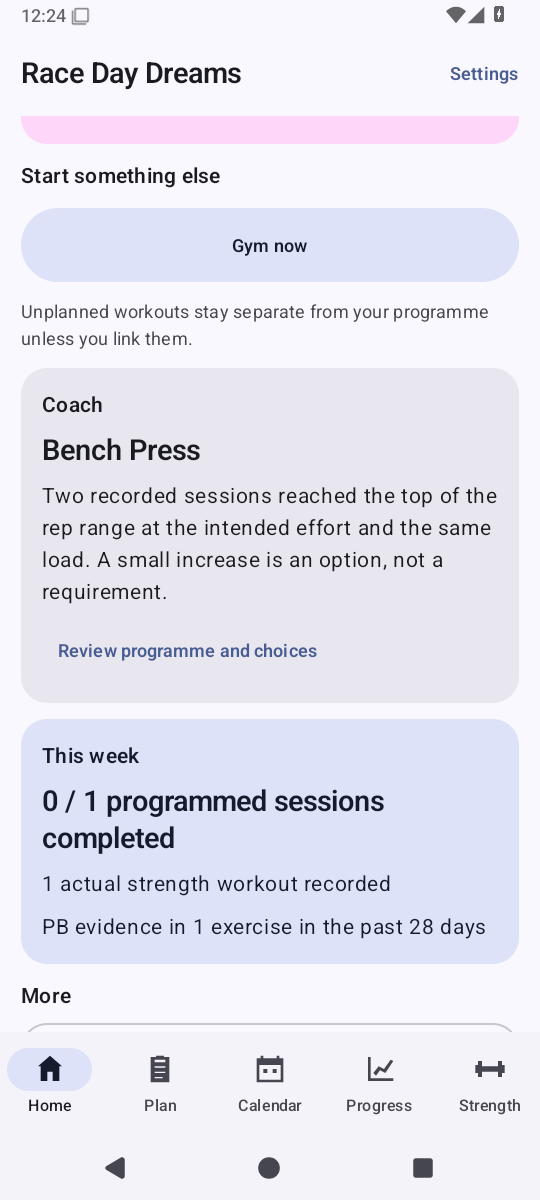 12:24
Race Day Dreams
Settings
Start something else
Gym now
Unplanned workouts stay separate from your programme
unless you link them.
Coach
Bench Press
Two recorded sessions reached the top of the
rep range at the intended effort and the same
load. A small increase is an option, not a
requirement.
Review programme and choices
This week
0 / 1 programmed sessions
completed
1 actual strength workout recorded
PB evidence in 1 exercise in the past 28 days
More
Home
Plan
Calendar
Progress
Strength